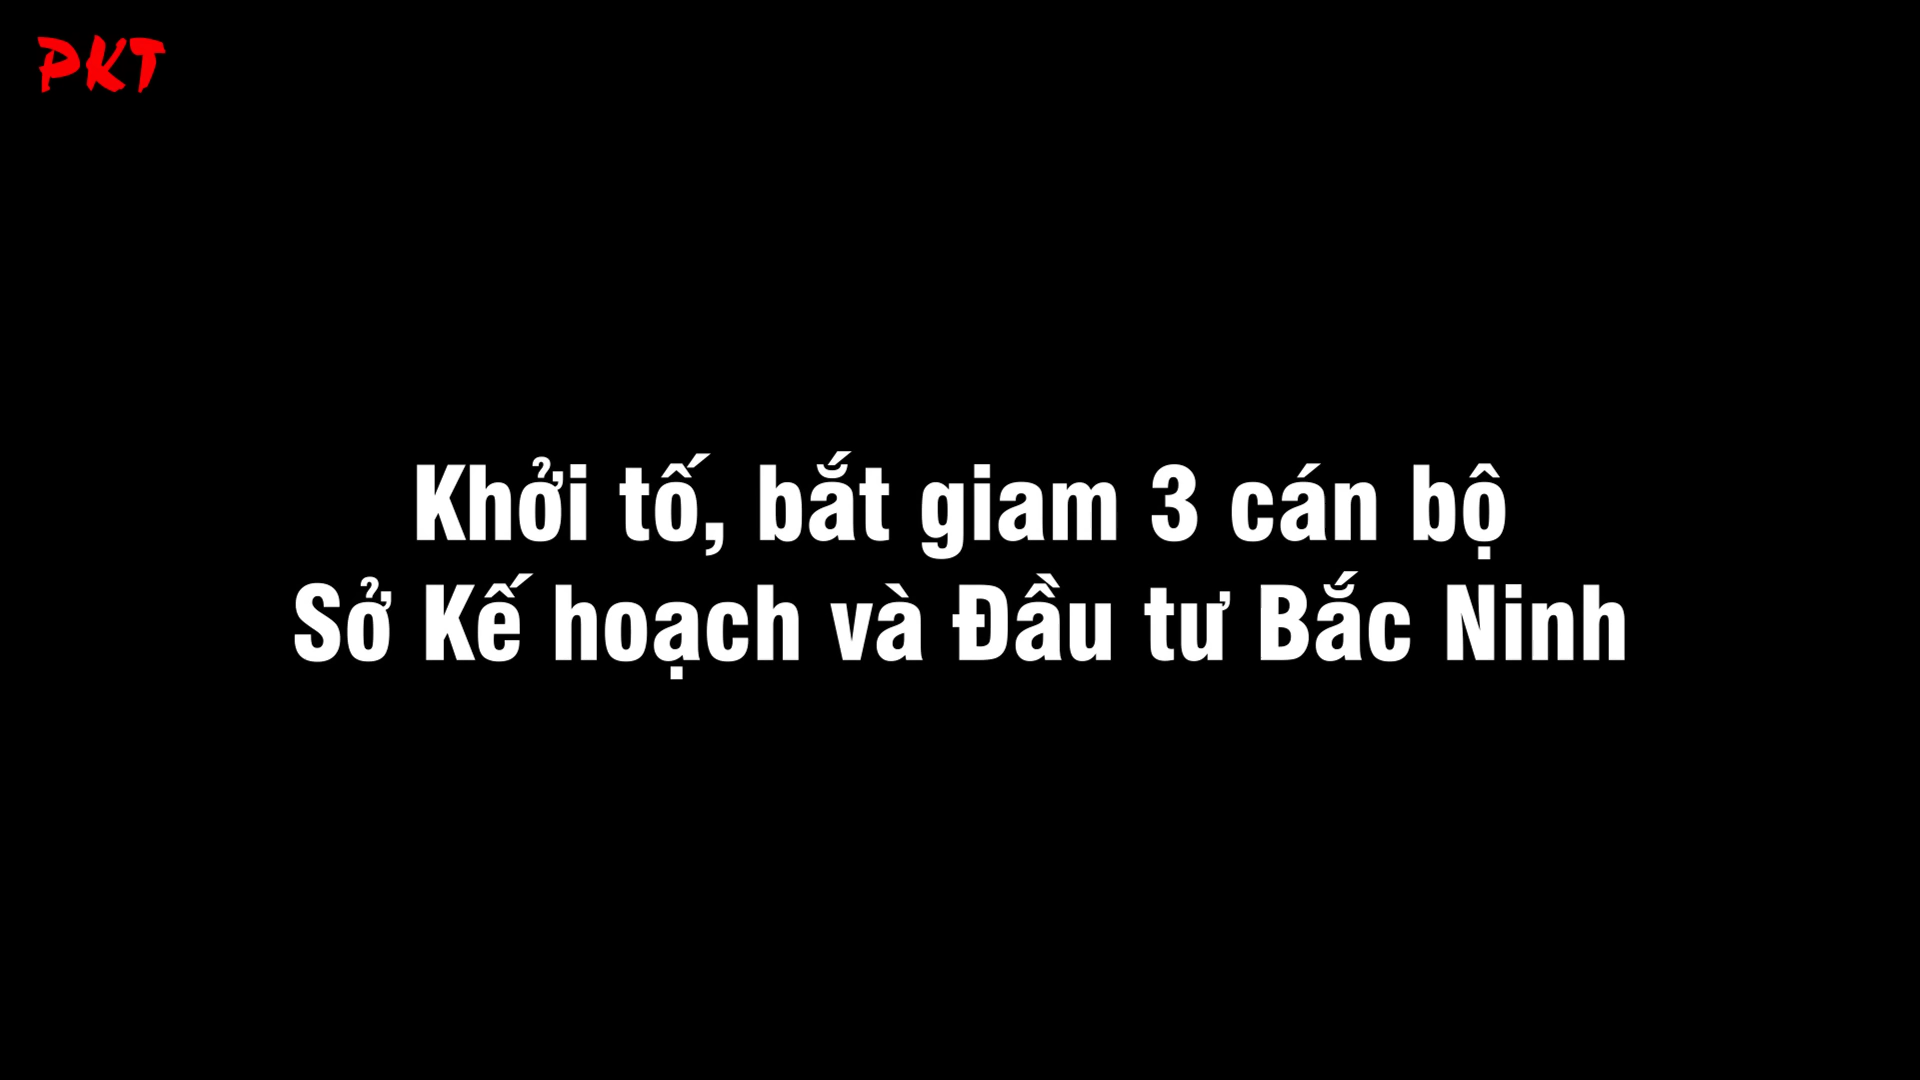 PKT
Khởi tố, bắt giam 3 cán bộ
Sở Kế hoạch và Đầu tư Bắc Ninh